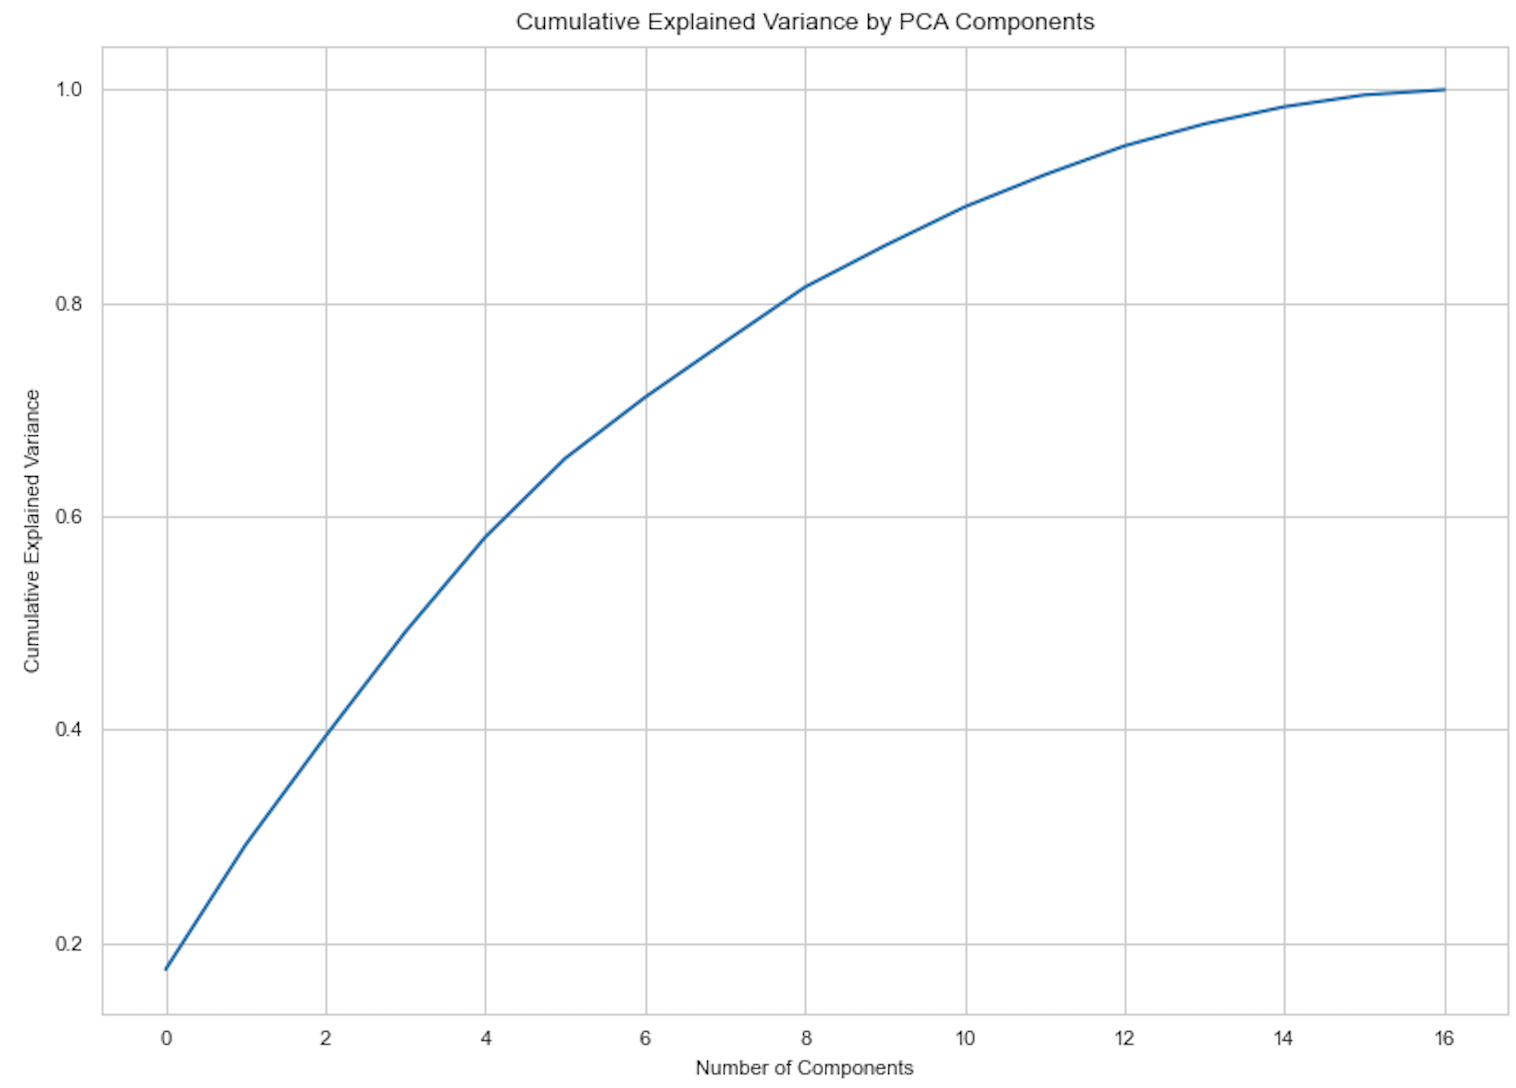 Cumulative Explained Variance by PCA Components
1.0
0.8
0.6
0.4
0.2
Cumulative Explained Variance
0 2 4 6 8 10 12 14 16
Number of Components